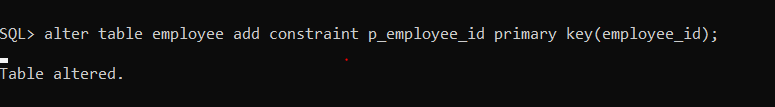 SQL> alter table employee add constraint p_employee_id primary key(employee_id);
Table altered.